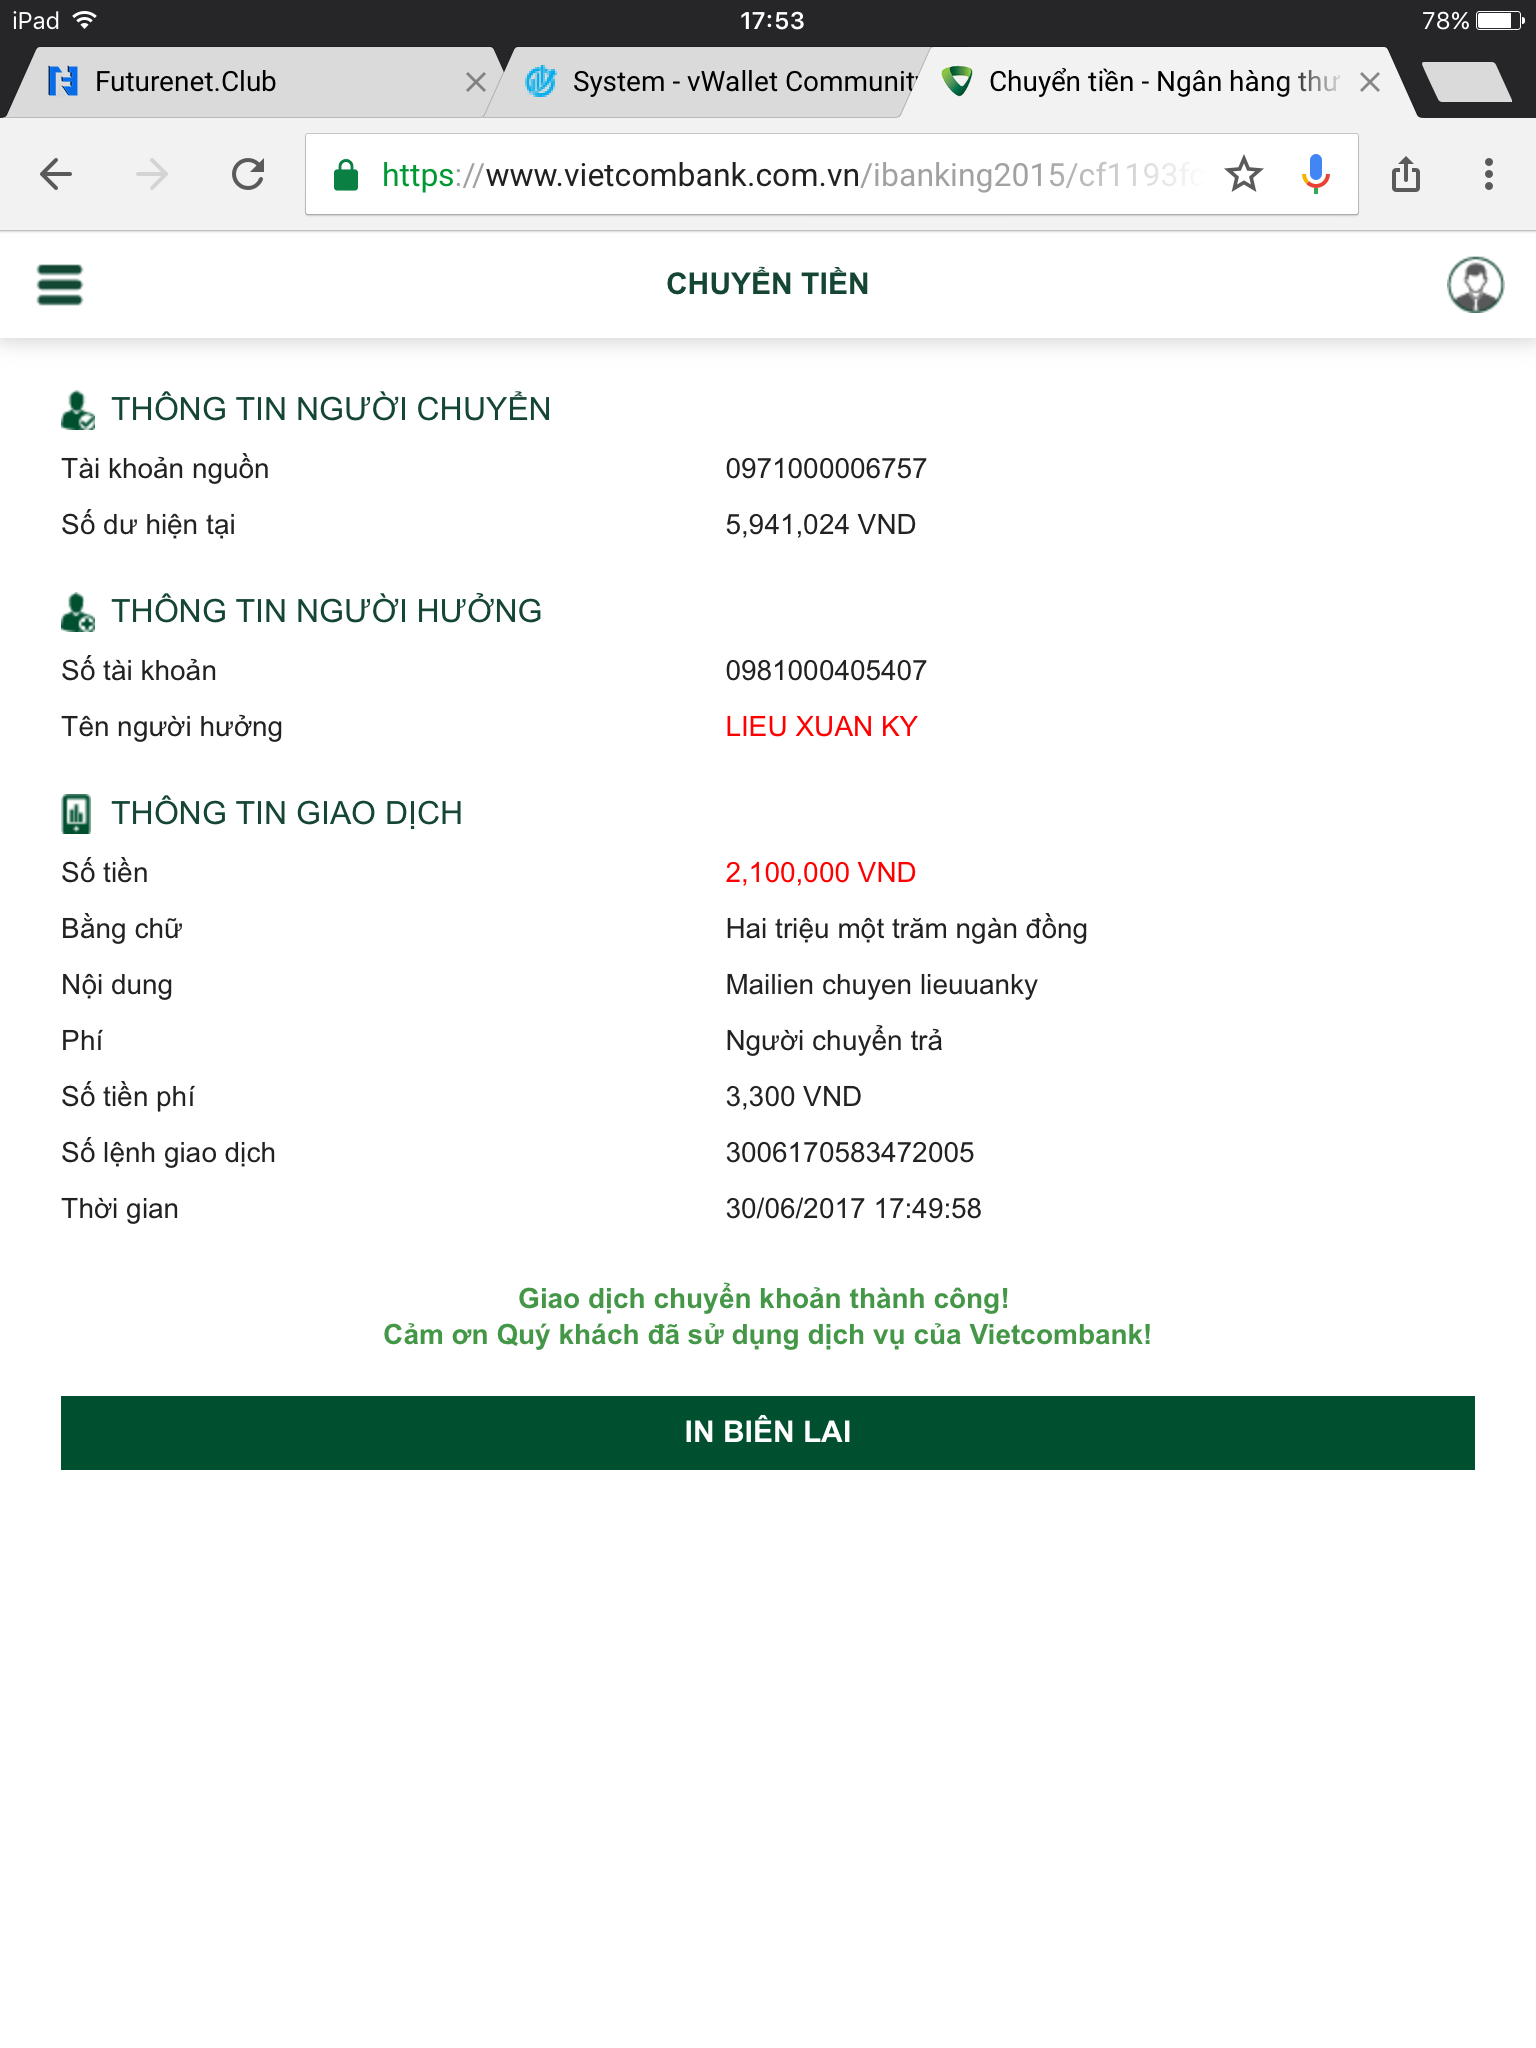 iPad 17:53 78%
Futurenet.Club System - vWallet Community Chuyển tiền - Ngân hàng thư
https://www.vietcombank.com.vn/ibanking2015/cf1193fc
CHUYỂN TIỀN
THÔNG TIN NGƯỜI CHUYỂN
Tài khoản nguồn 0971000006757
Số dư hiện tại 5,941,024 VND
THÔNG TIN NGƯỜI HƯỞNG
Số tài khoản 0981000405407
Tên người hưởng LIEU XUAN KY
THÔNG TIN GIAO DỊCH
Số tiền 2,100,000 VND
Bằng chữ Hai triệu một trăm ngàn đồng
Nội dung Mailien chuyen lieuuanky
Phí Người chuyển trả
Số tiền phí 3,300 VND
Số lệnh giao dịch 3006170583472005
Thời gian 30/06/2017 17:49:58
Giao dịch chuyển khoản thành công!
Cảm ơn Quý khách đã sử dụng dịch vụ của Vietcombank!
IN BIÊN LAI